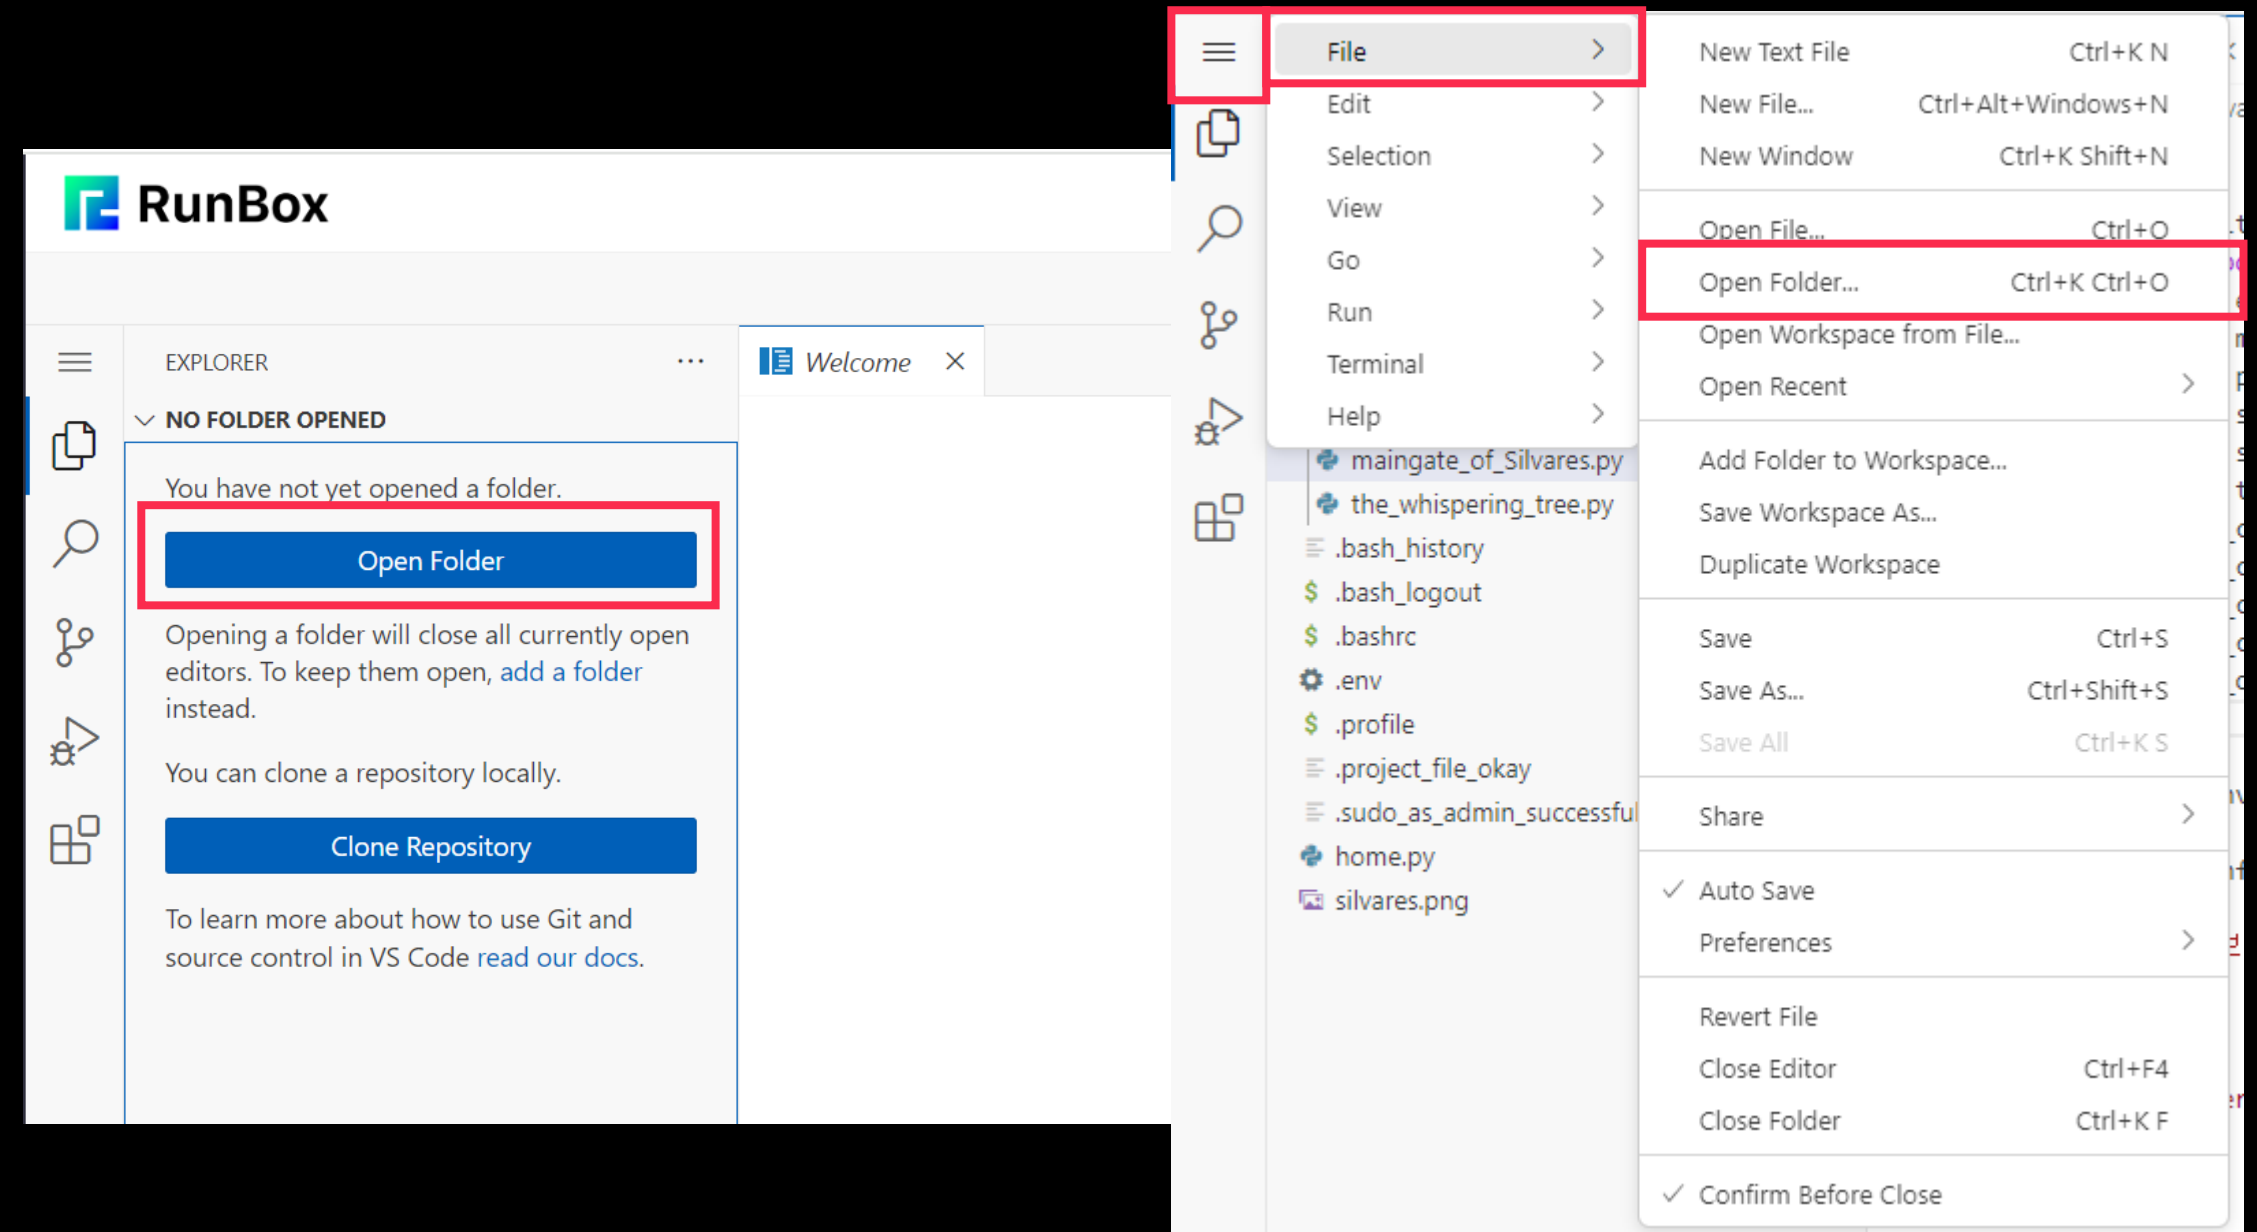 RunBox
EXPLORER
Welcome
NO FOLDER OPENED
You have not yet opened a folder.
Open Folder
Opening a folder will close all currently open
editors. To keep them open, add a folder
instead.
You can clone a repository locally.
Clone Repository
To learn more about how to use Git and
source control in VS Code read our docs.
File
Edit
Selection
View
Go
Run
Terminal
Help
maingate_of_Silvares.py
the_whispering_tree.py
.bash_history
.bash_logout
.bashrc
.env
.profile
.project_file_okay
.sudo_as_admin_successful
home.py
silvares.png
New Text File Ctrl+K N
New File... Ctrl+Alt+Windows+N
New Window Ctrl+K Shift+N
Open File... Ctrl+O
Open Folder... Ctrl+K Ctrl+O
Open Workspace from File...
Open Recent
Add Folder to Workspace...
Save Workspace As...
Duplicate Workspace
Save Ctrl+S
Save As... Ctrl+Shift+S
Save All Ctrl+K S
Share
Auto Save
Preferences
Revert File
Close Editor Ctrl+F4
Close Folder Ctrl+K F
Confirm Before Close